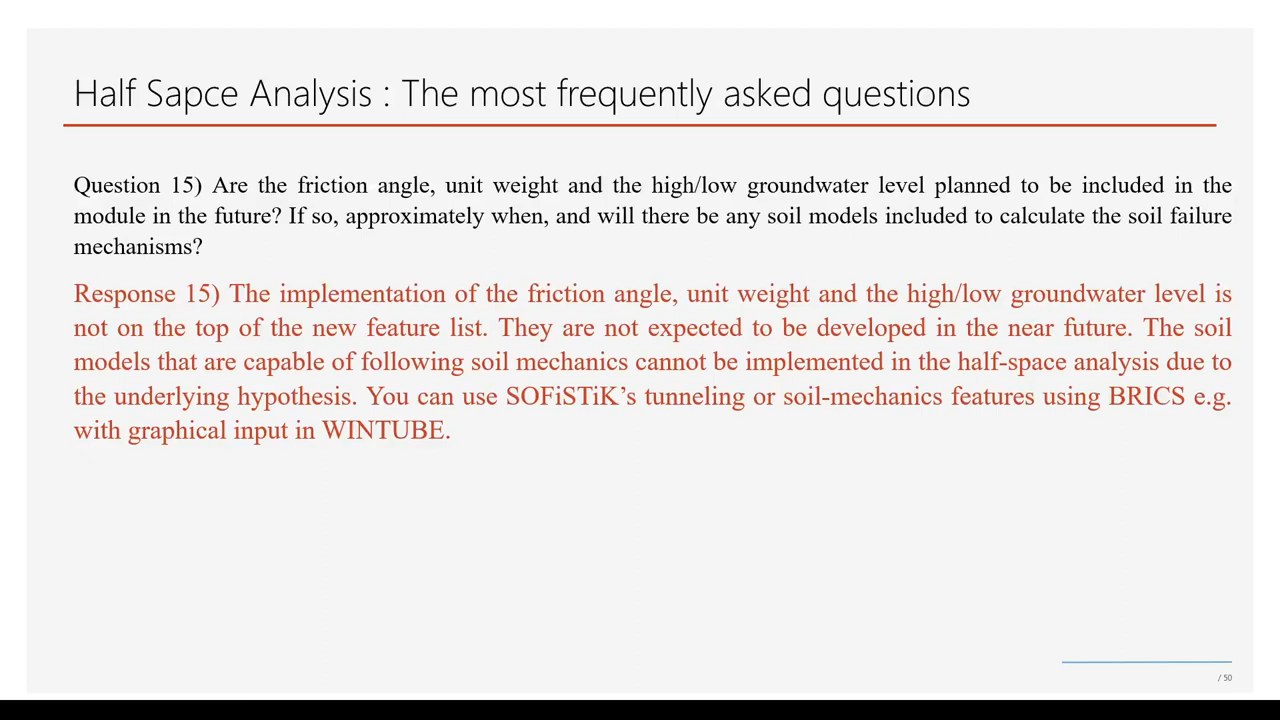 Half Sapce Analysis : The most frequently asked questions
Question 15) Are the friction angle, unit weight and the high/low groundwater level planned to be included in the
module in the future? If so, approximately when, and will there be any soil models included to calculate the soil failure
mechanisms?
Response 15) The implementation of the friction angle, unit weight and the high/low groundwater level is
not on the top of the new feature list. They are not expected to be developed in the near future. The soil
models that are capable of following soil mechanics cannot be implemented in the half-space analysis due to
the underlying hypothesis. You can use SOFiSTiK’s tunneling or soil-mechanics features using BRICS e.g.
with graphical input in WINTUBE.
/ 50